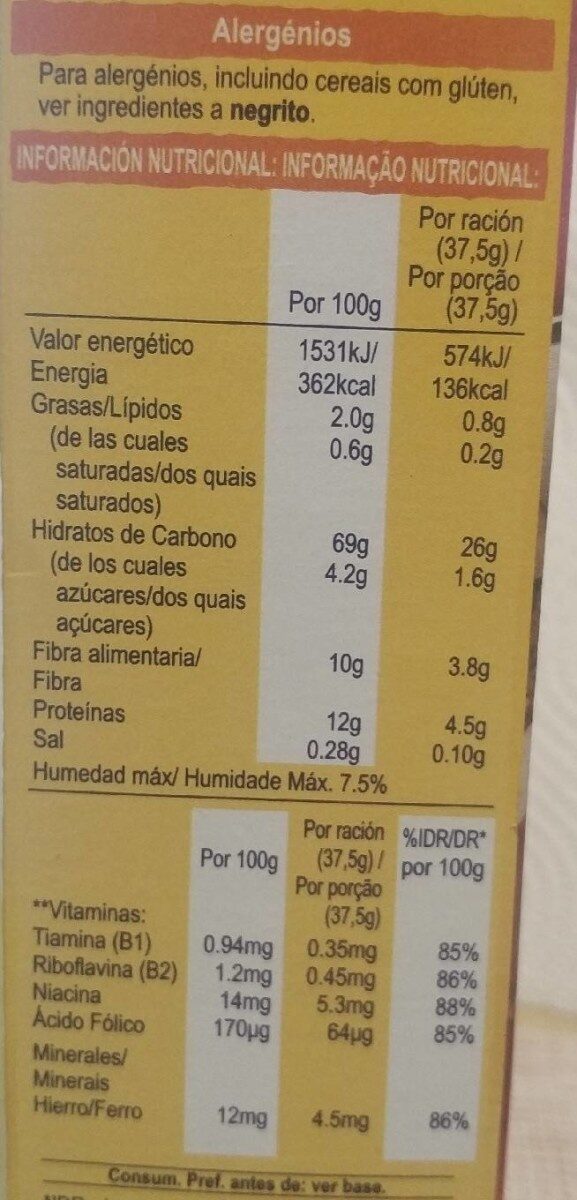 Alergénios
Para alergénios, incluindo cereais com glúten,
ver ingredientes a negrito.
INFORMACIÓN NUTRICIONAL: INFORMAÇÃO NUTRICIONAL:
Por 100g Por ración (37,5g) / Por porção (37,5g)
Valor energético 1531kJ/ 574kJ/
Energia 362kcal 136kcal
Grasas/Lípidos 2.0g 0.8g
(de las cuales 0.6g 0.2g
saturadas/dos quais
saturados)
Hidratos de Carbono 69g 26g
(de los cuales 4.2g 1.6g
azúcares/dos quais
açúcares)
Fibra alimentaria/ 10g 3.8g
Fibra
Proteínas 12g 4.5g
Sal 0.28g 0.10g
Humedad máx/ Humidade Máx. 7.5%
Por 100g Por ración (37,5g) / Por porção (37,5g) %IDR/DR* por 100g
**Vitaminas:
Tiamina (B1) 0.94mg 0.35mg 85%
Riboflavina (B2) 1.2mg 0.45mg 86%
Niacina 14mg 5.3mg 88%
Ácido Fólico 170µg 64µg 85%
Minerales/
Minerais
Hierro/Ferro 12mg 4.5mg 86%
Consum. Pref. antes de: ver base.